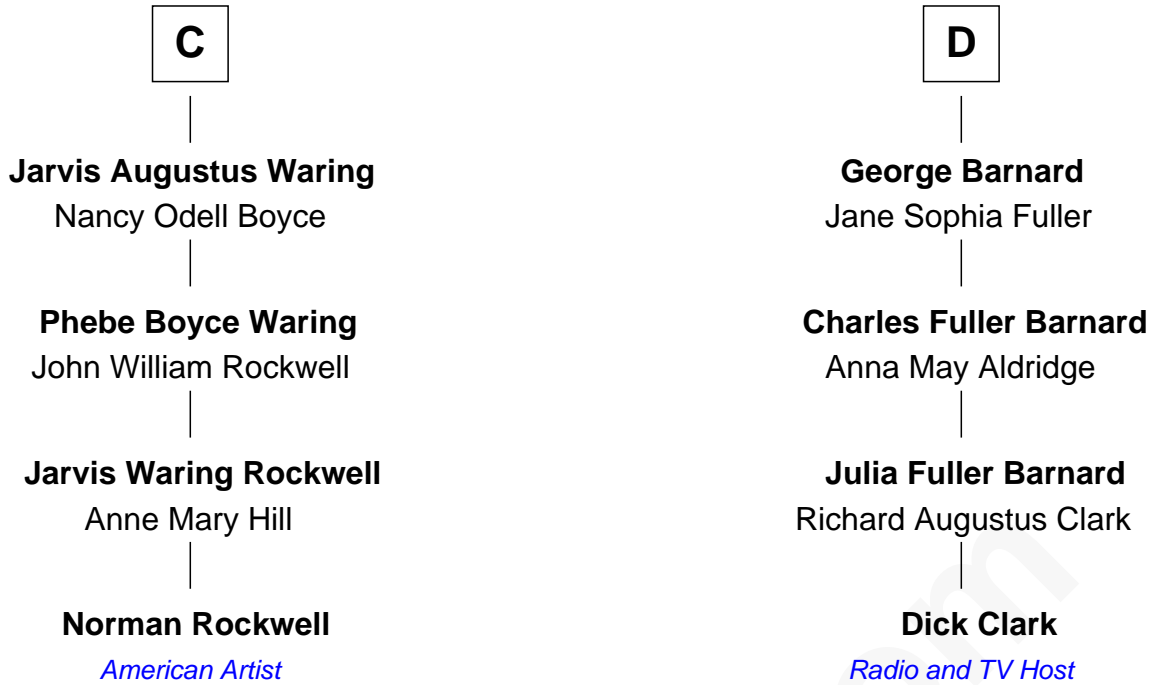 C
Jarvis Augustus Waring
Nancy Odell Boyce
Phebe Boyce Waring
John William Rockwell
Jarvis Waring Rockwell
Anne Mary Hill
Norman Rockwell
American Artist
D
George Barnard
Jane Sophia Fuller
Charles Fuller Barnard
Anna May Aldridge
Julia Fuller Barnard
Richard Augustus Clark
Dick Clark
Radio and TV Host